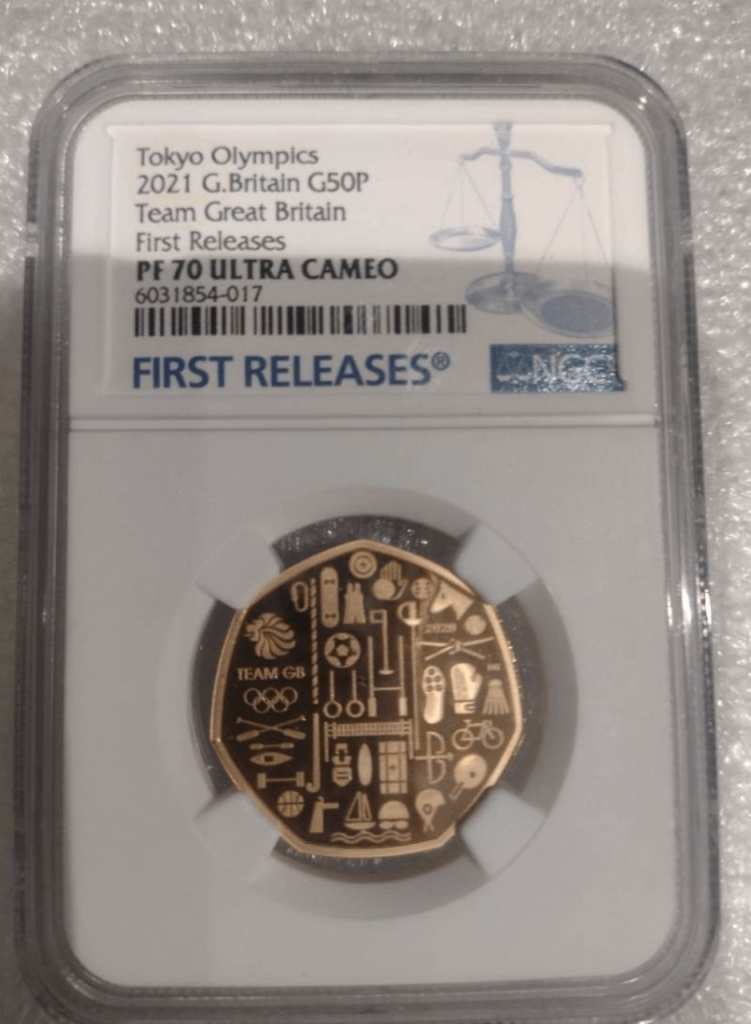 Tokyo Olympics
2021 G.Britain G50P
Team Great Britain
First Releases
PF 70 ULTRA CAMEO
6031854-017
FIRST RELEASES®
NGC
2020
TEAM GB